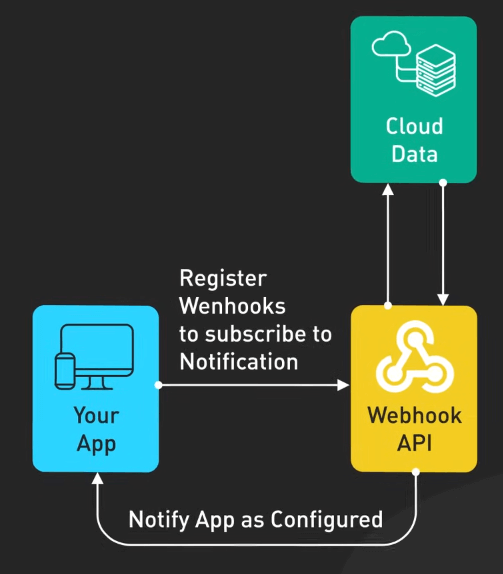 Cloud
Data
Register
Wenhooks
to subscribe to
Notification
Your
App
Webhook
API
Notify App as Configured